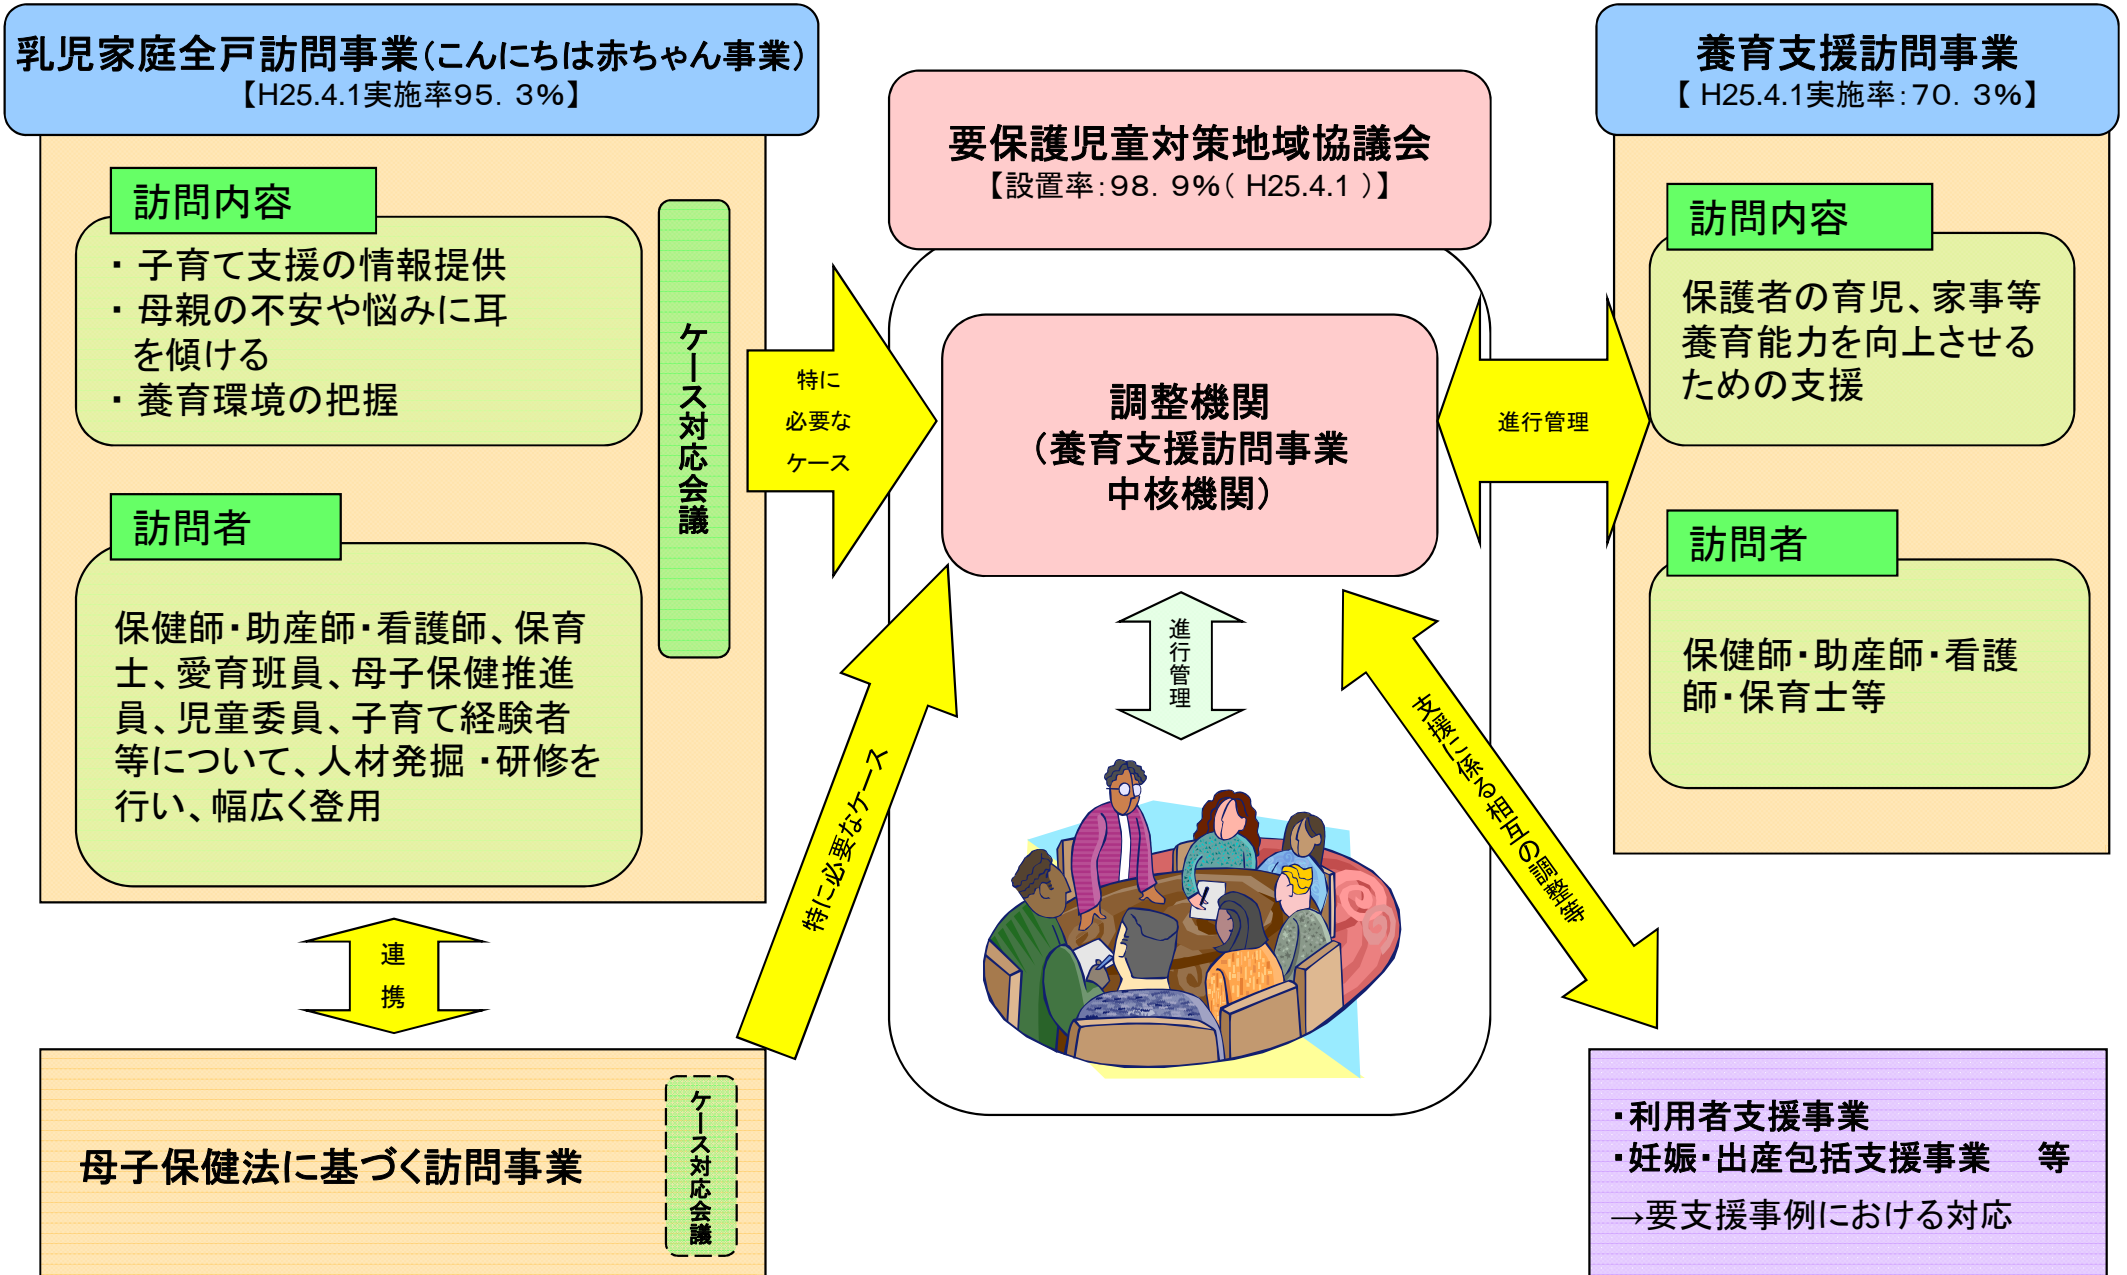 乳児家庭全戸訪問事業（こんにちは赤ちゃん事業）
【H25.4.1実施率95．3%】
訪問内容
・ 子育て支援の情報提供
・ 母親の不安や悩みに耳
を傾ける
・ 養育環境の把握
訪問者
保健師・助産師・看護師、保育
士、愛育班員、母子保健推進
員、児童委員、子育て経験者
等について、人材発掘 ・研修を
行い、幅広く登用
ケース対応会議
特に
必要な
ケース
連
携
母子保健法に基づく訪問事業
ケース対応会議
特に必要なケース
要保護児童対策地域協議会
【設置率：98．9%（ H25.4.1 ）】
調整機関
（養育支援訪問事業
中核機関）
進行管理
進行管理
支援に係る相互の調整等
養育支援訪問事業
【 H25.4.1実施率：70．3%】
訪問内容
保護者の育児、家事等
養育能力を向上させる
ための支援
訪問者
保健師・助産師・看護
師・保育士等
・利用者支援事業
・妊娠・出産包括支援事業　等
→要支援事例における対応